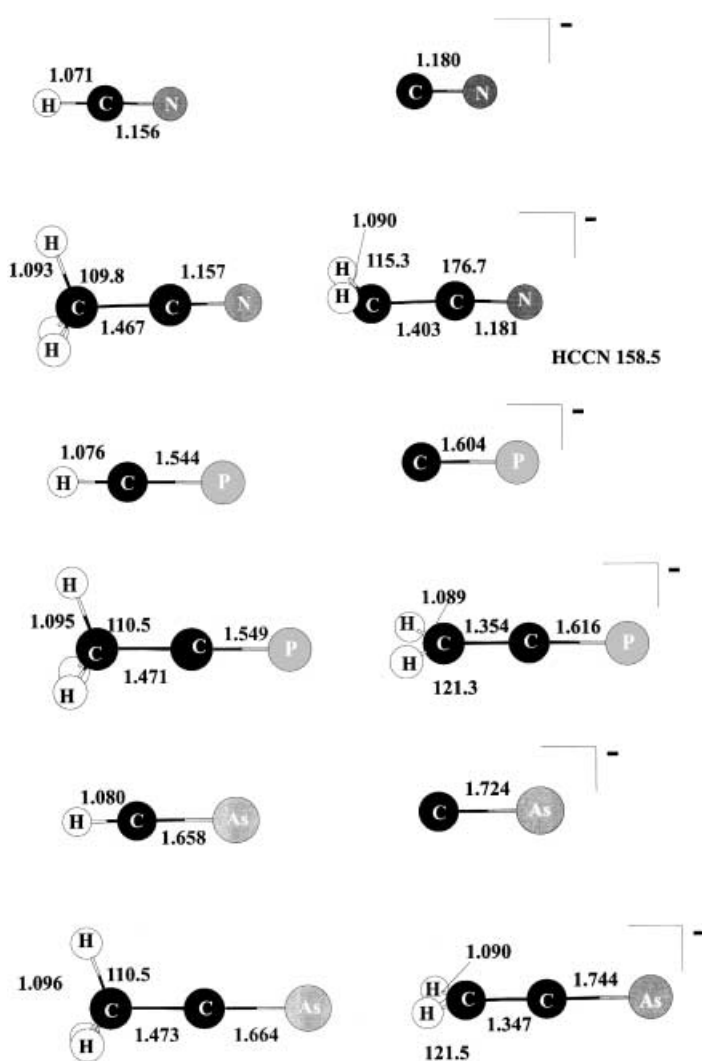 1.071
H C N
1.156
1.180
C N
-
H
1.093 109.8 1.157
C C N
H 1.467
1.090
-
H 115.3 176.7
H C C N
1.403 1.181
HCCN 158.5
1.076 1.544
H C P
-
1.604
C P
H
1.095 110.5 1.549
C C P
H 1.471
-
1.089
H 1.354 1.616
C C P
H
121.3
1.080
H C As
1.658
-
1.724
C As
H
1.096 110.5
C C As
H 1.473 1.664
-
1.090
H 1.744
H C C As
1.347
121.5